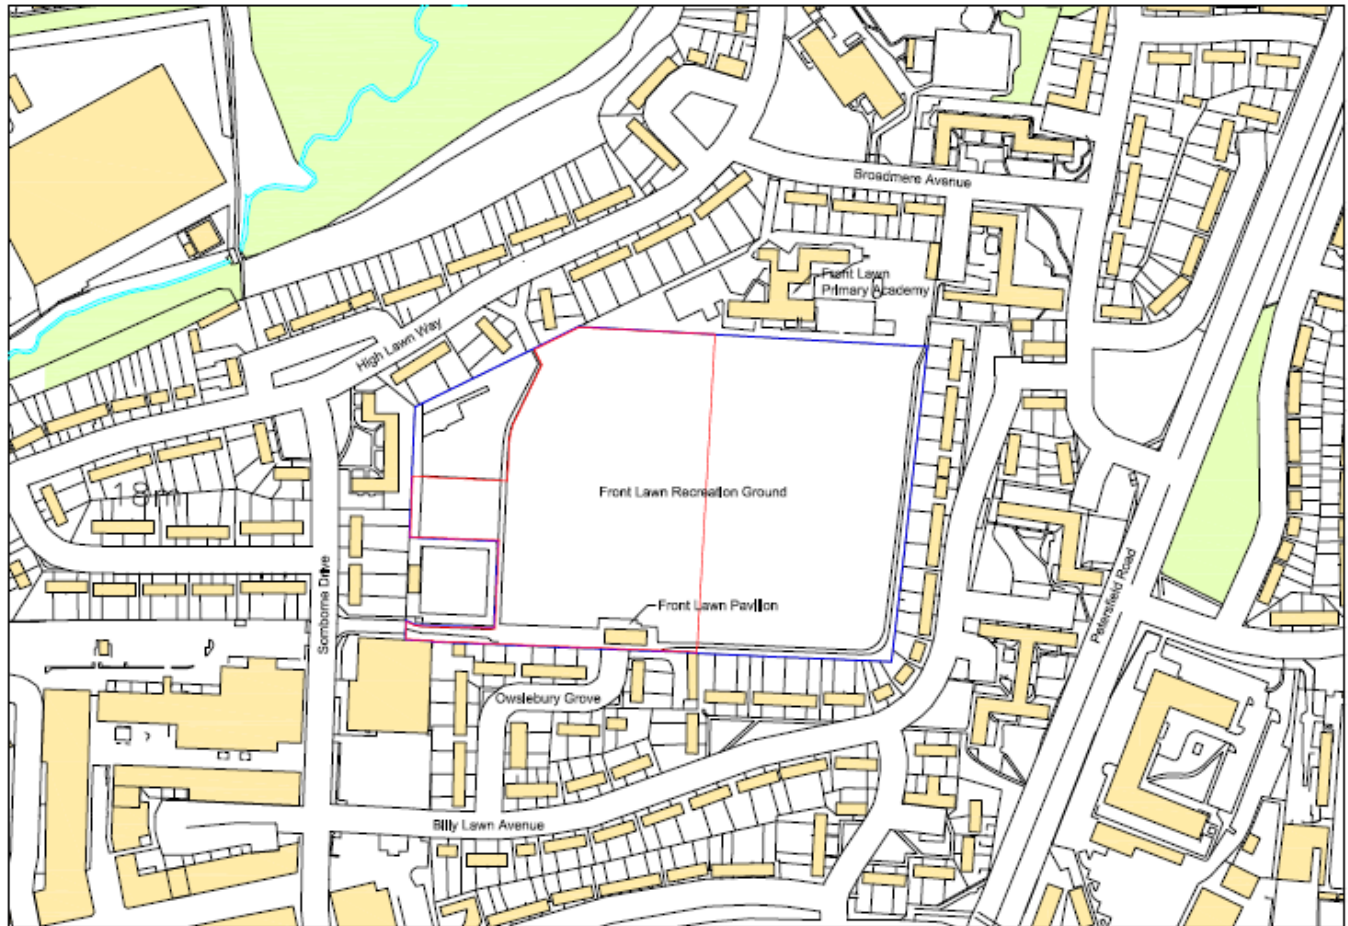 Broadmere Avenue
Front Lawn
Primary Academy
High Lawn Way
18m
Front Lawn Recreation Ground
Somborne Drive
Petersfield Road
Front Lawn Pavilion
Owslebury Grove
Billy Lawn Avenue